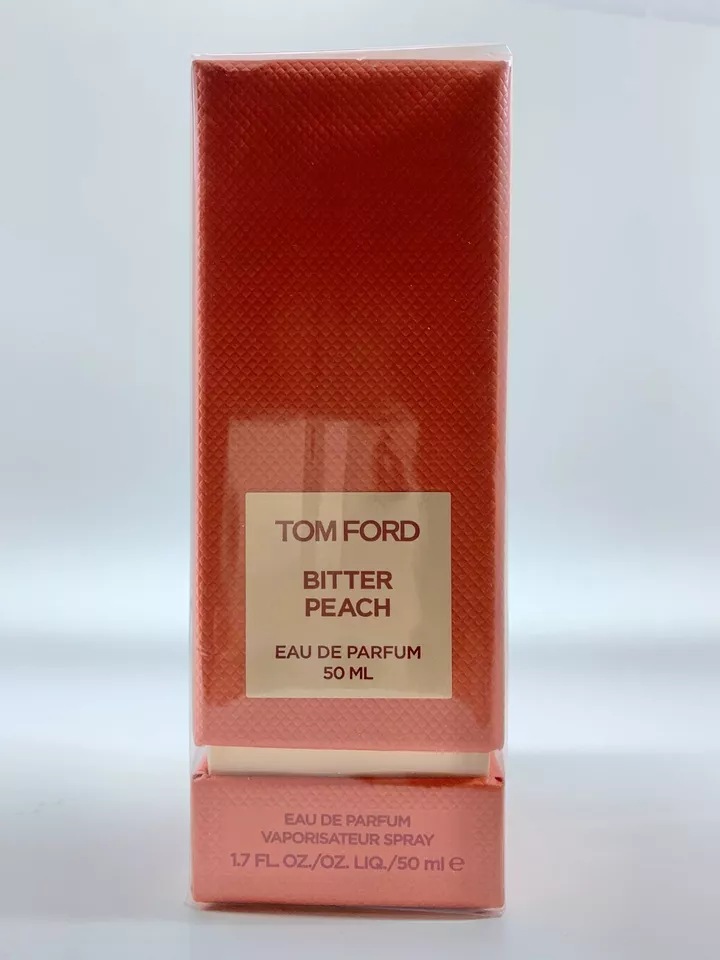 TOM FORD
BITTER
PEACH
EAU DE PARFUM
50 ML
EAU DE PARFUM
VAPORISATEUR SPRAY
1.7 FL. OZ./OZ. LIQ./50 ml ℮